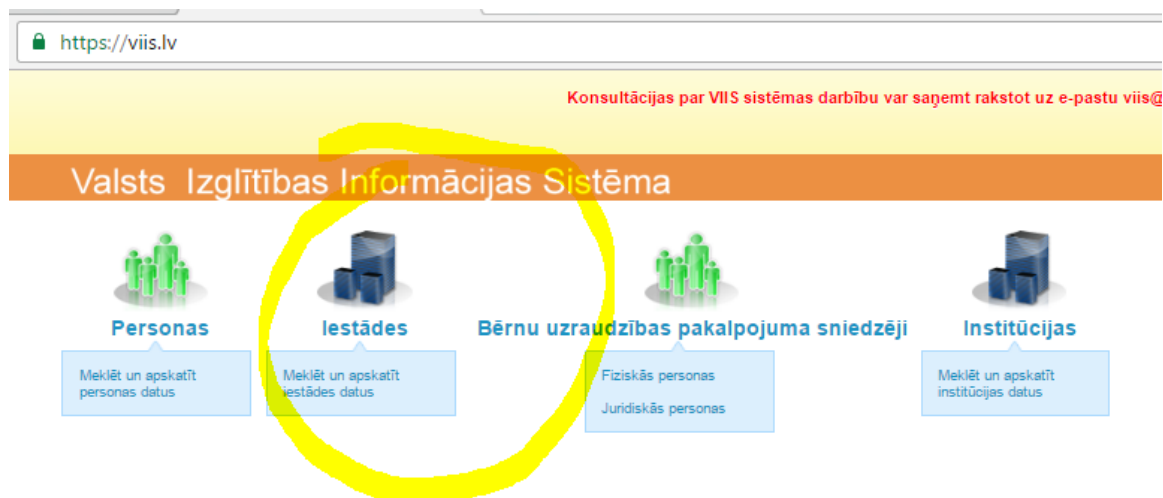 https://viis.lv
Konsultācijas par VIIS sistēmas darbību var saņemt rakstot uz e-pastu viis@
Valsts Izglītības Informācijas Sistēma
Personas
Meklēt un apskatīt
personas datus
Iestādes
Meklēt un apskatīt
iestādes datus
Bērnu uzraudzības pakalpojuma sniedzēji
Fiziskās personas
Juridiskās personas
Institūcijas
Meklēt un apskatīt
institūcijas datus